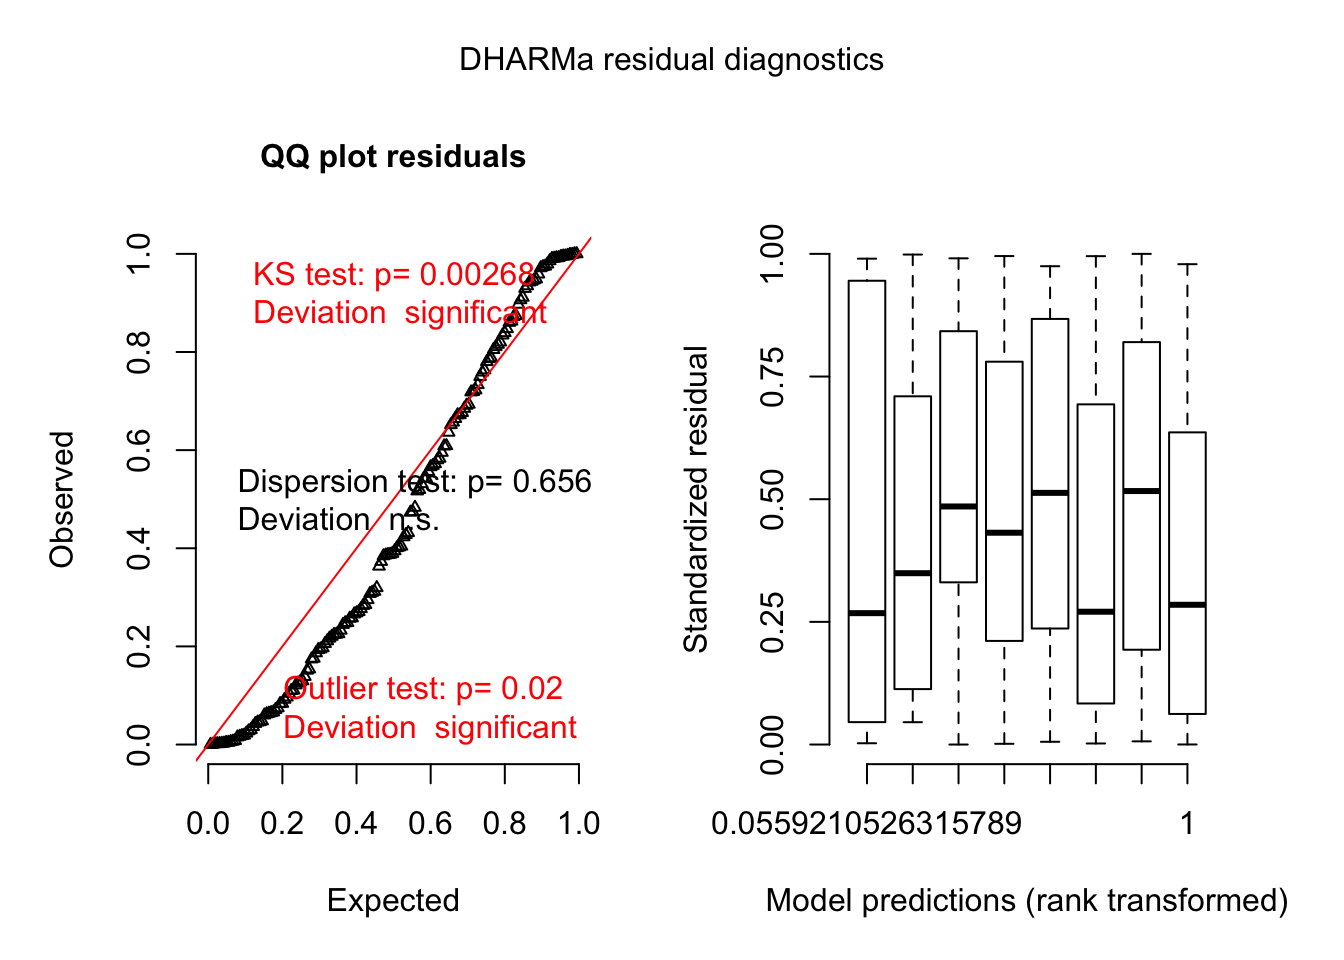 DHARMa residual diagnostics
QQ plot residuals
KS test: p= 0.00268
Deviation  significant
Dispersion test: p= 0.656
Deviation  n.s.
Outlier test: p= 0.02
Deviation  significant
Observed
1.0
0.8
0.6
0.4
0.2
0.0
0.0 0.2 0.4 0.6 0.8 1.0
Expected
Standardized residual
1.00
0.75
0.50
0.25
0.00
0.0559210526315789 1
Model predictions (rank transformed)